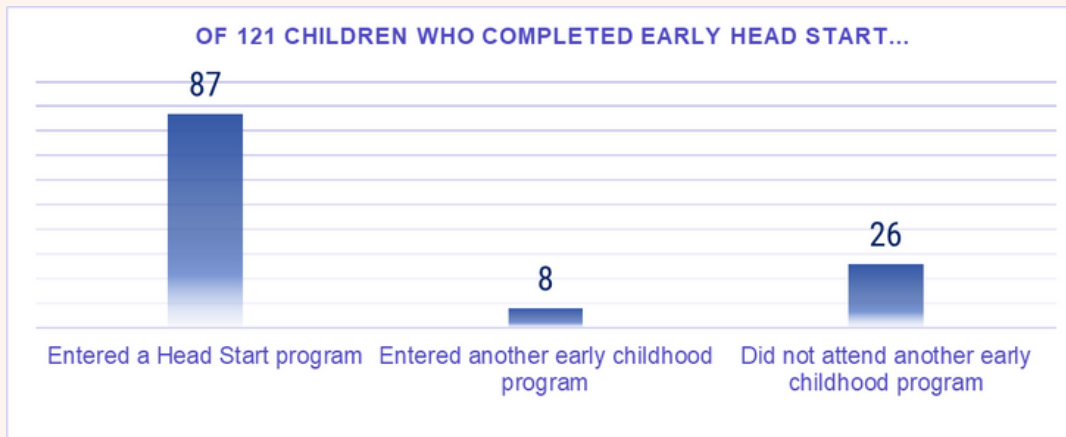 OF 121 CHILDREN WHO COMPLETED EARLY HEAD START...
87
8
26
Entered a Head Start program
Entered another early childhood
program
Did not attend another early
childhood program